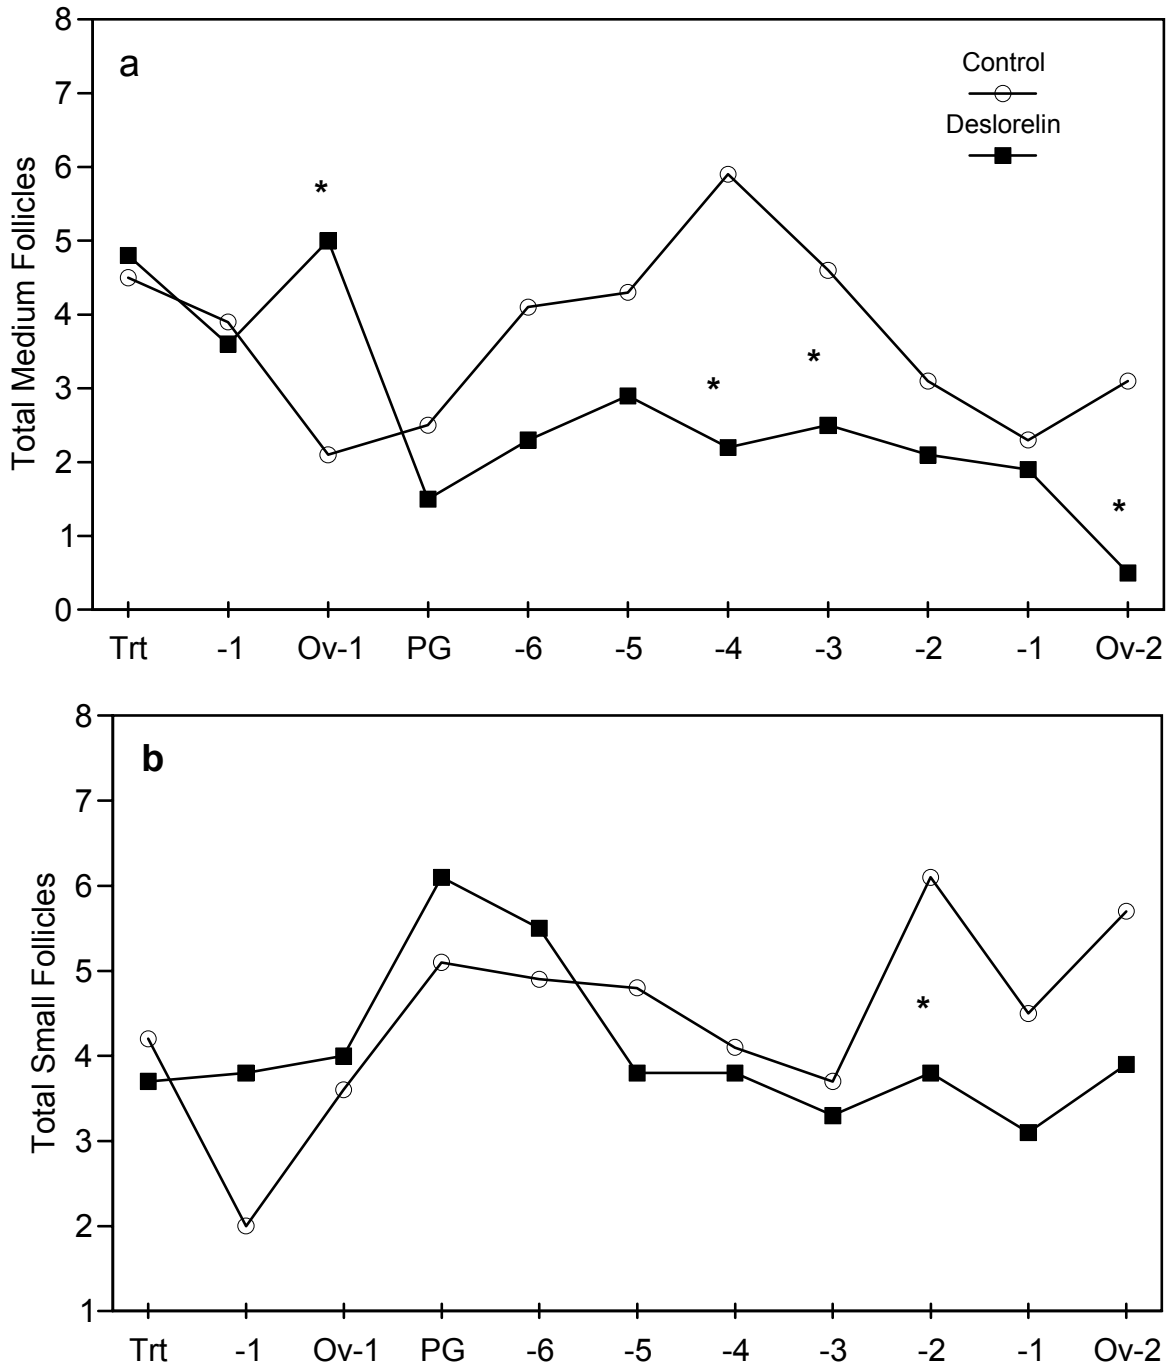 a
Control
Deslorelin
Total Medium Follicles
8
7
6
5
4
3
2
1
0
*
*
*
*
Trt -1 Ov-1 PG -6 -5 -4 -3 -2 -1 Ov-2
b
Total Small Follicles
8
7
6
5
4
3
2
1
*
Trt -1 Ov-1 PG -6 -5 -4 -3 -2 -1 Ov-2